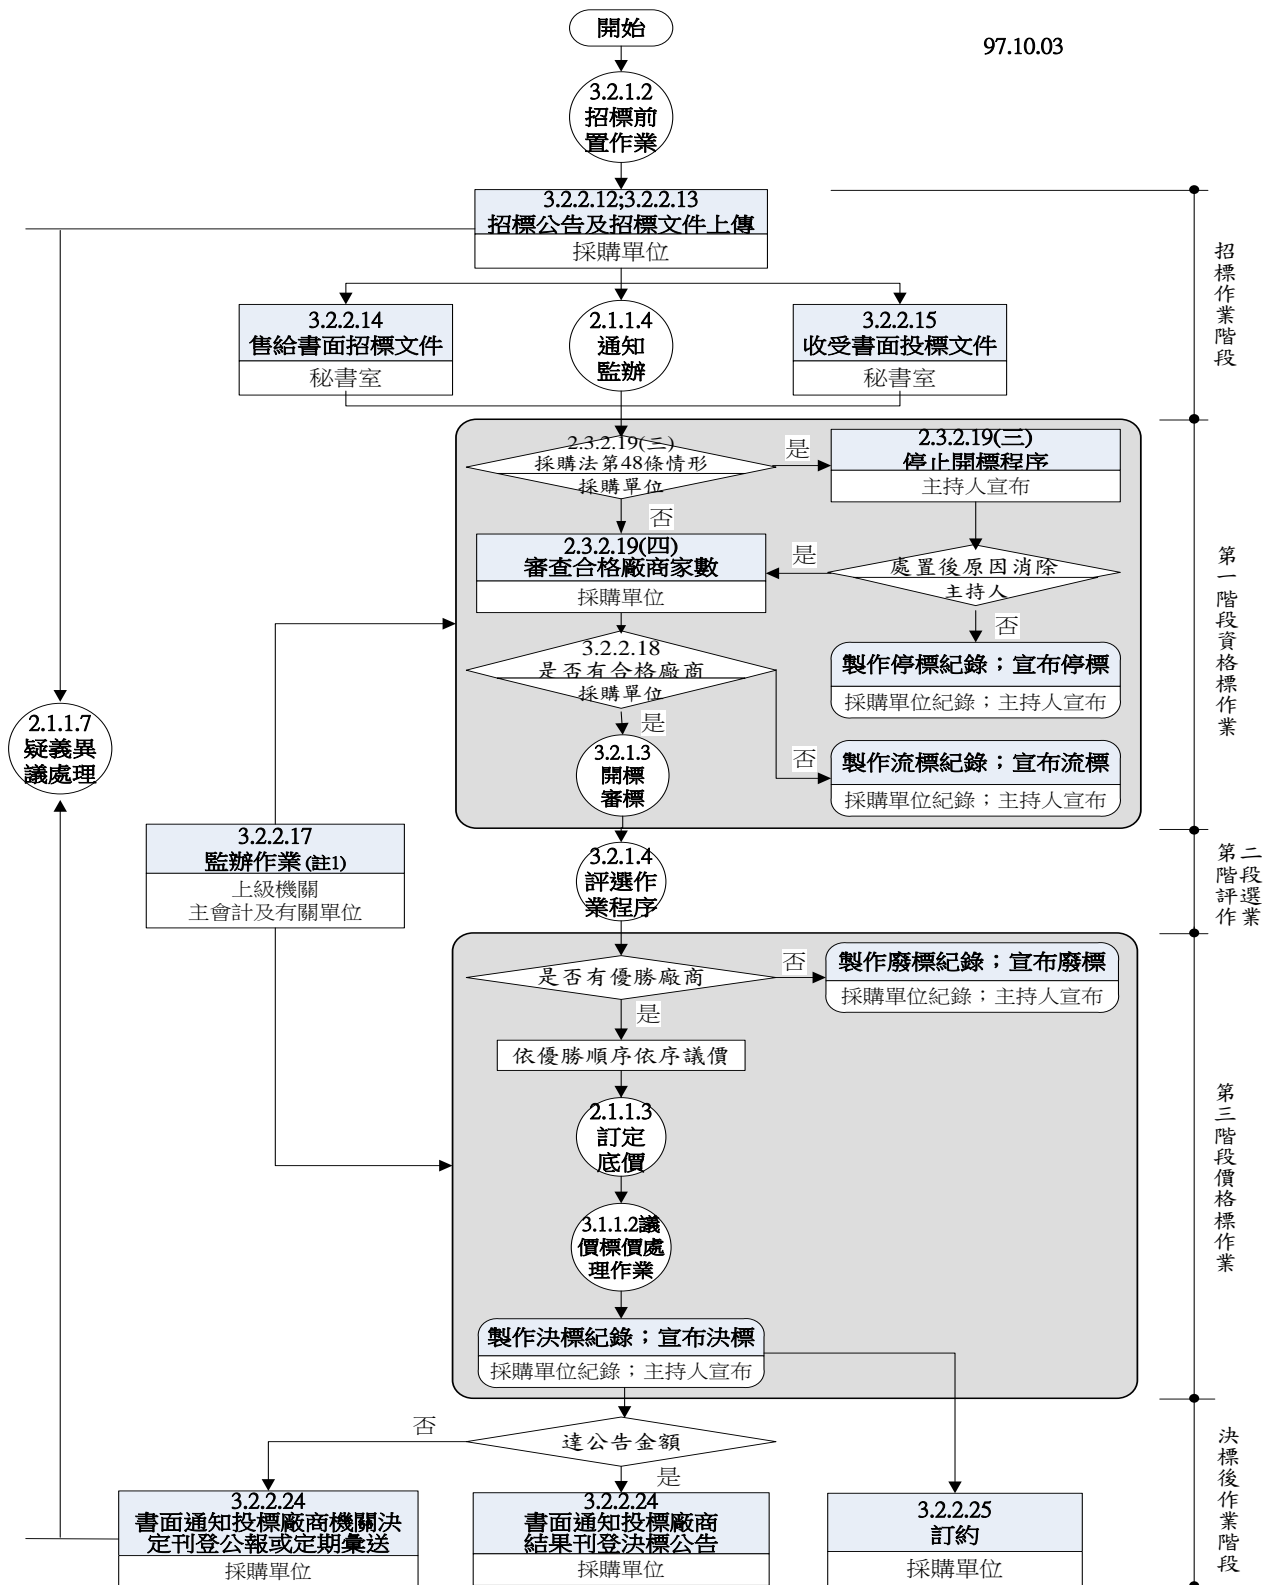 開始
97.10.03
3.2.1.2
招標前
置作業
3.2.2.12;3.2.2.13
招標公告及招標文件上傳
採購單位
招標作業階段
3.2.2.14
售給書面招標文件
秘書室
2.1.1.4
通知
監辦
3.2.2.15
收受書面投標文件
秘書室
2.3.2.19(三)
採購法第48條情形
採購單位
是
2.3.2.19(三)
停止開標程序
主持人宣布
否
2.3.2.19(四)
審查合格廠商家數
採購單位
是
處置後原因消除
主持人
否
第一階段資格標作業
3.2.2.18
是否有合格廠商
採購單位
製作停標紀錄；宣布停標
採購單位紀錄；主持人宣布
是
否
3.2.1.3
開標
審標
製作流標紀錄；宣布流標
採購單位紀錄；主持人宣布
2.1.1.7
疑義異
議處理
3.2.2.17
監辦作業(註1)
上級機關
主會計及有關單位
3.2.1.4
評選作
業程序
第二
階段
評選
作業
是否有優勝廠商
否
製作廢標紀錄；宣布廢標
採購單位紀錄；主持人宣布
是
依優勝順序依序議價
2.1.1.3
訂定
底價
第三階段價格標作業
3.1.1.2議
價標價處
理作業
製作決標紀錄；宣布決標
採購單位紀錄；主持人宣布
否
達公告金額
是
決標後作業階段
3.2.2.24
書面通知投標廠商機關決
定刊登公報或定期彙送
採購單位
3.2.2.24
書面通知投標廠商
結果刊登決標公告
採購單位
3.2.2.25
訂約
採購單位